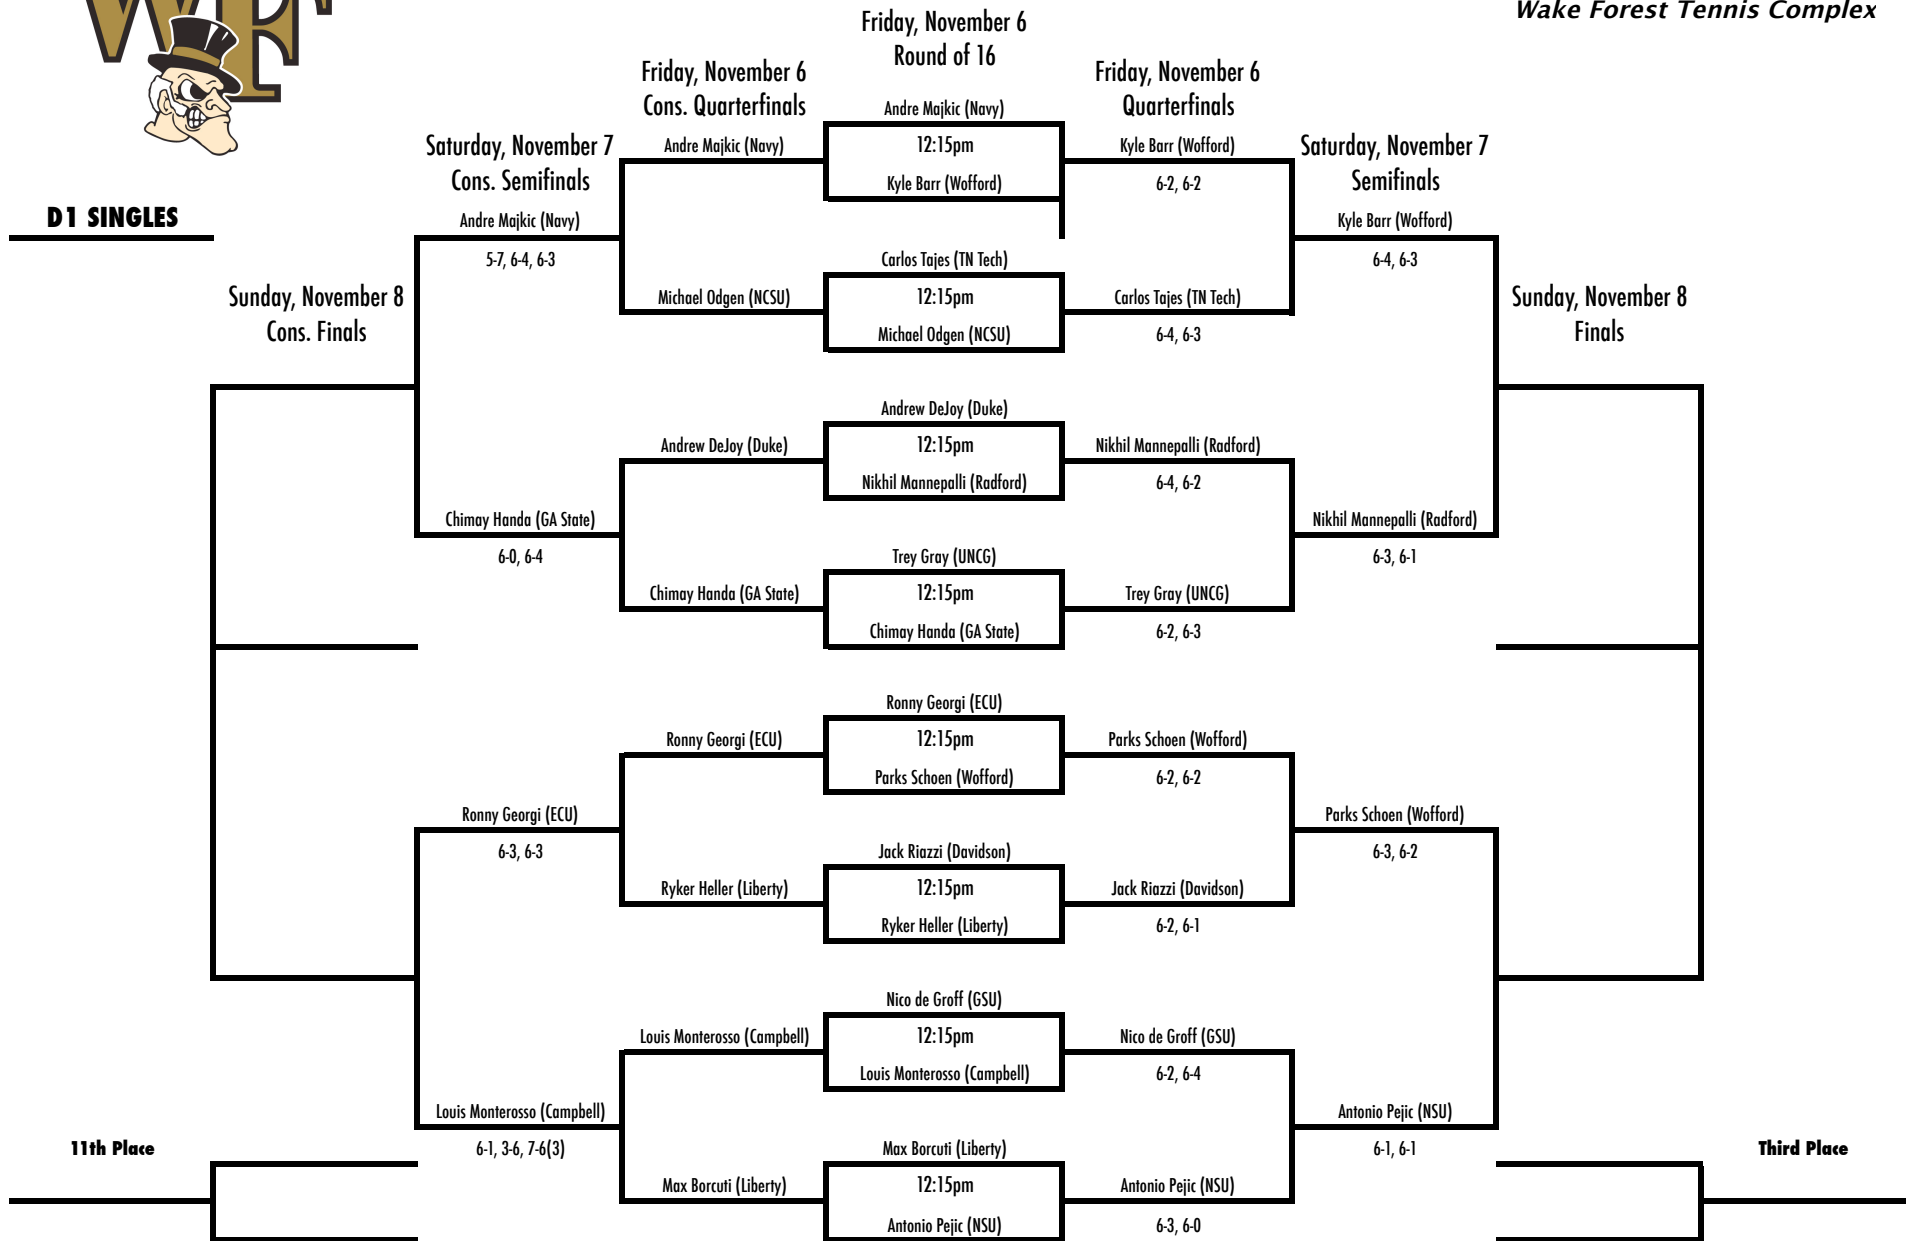 WF
Wake Forest Tennis Complex
Friday, November 6
Round of 16
Friday, November 6
Cons. Quarterfinals
Friday, November 6
Quarterfinals
Saturday, November 7
Cons. Semifinals
Saturday, November 7
Semifinals
D1 SINGLES
Sunday, November 8
Cons. Finals
Sunday, November 8
Finals
Andre Majkic (Navy)
12:15pm
Kyle Barr (Wofford)
Andre Majkic (Navy)
Kyle Barr (Wofford)
6-2, 6-2
Andre Majkic (Navy)
5-7, 6-4, 6-3
Kyle Barr (Wofford)
6-4, 6-3
Carlos Tajes (TN Tech)
12:15pm
Michael Odgen (NCSU)
Michael Odgen (NCSU)
Carlos Tajes (TN Tech)
6-4, 6-3
Andrew DeJoy (Duke)
12:15pm
Nikhil Mannepalli (Radford)
Andrew DeJoy (Duke)
Nikhil Mannepalli (Radford)
6-4, 6-2
Chimay Handa (GA State)
6-0, 6-4
Nikhil Mannepalli (Radford)
6-3, 6-1
Trey Gray (UNCG)
12:15pm
Chimay Handa (GA State)
Chimay Handa (GA State)
Trey Gray (UNCG)
6-2, 6-3
Ronny Georgi (ECU)
12:15pm
Parks Schoen (Wofford)
Ronny Georgi (ECU)
Parks Schoen (Wofford)
6-2, 6-2
Ronny Georgi (ECU)
6-3, 6-3
Parks Schoen (Wofford)
6-3, 6-2
Jack Riazzi (Davidson)
12:15pm
Ryker Heller (Liberty)
Ryker Heller (Liberty)
Jack Riazzi (Davidson)
6-2, 6-1
Nico de Groff (GSU)
12:15pm
Louis Monterosso (Campbell)
Louis Monterosso (Campbell)
Nico de Groff (GSU)
6-2, 6-4
Louis Monterosso (Campbell)
6-1, 3-6, 7-6(3)
Antonio Pejic (NSU)
6-1, 6-1
11th Place
Third Place
Max Borcuti (Liberty)
12:15pm
Antonio Pejic (NSU)
Max Borcuti (Liberty)
Antonio Pejic (NSU)
6-3, 6-0